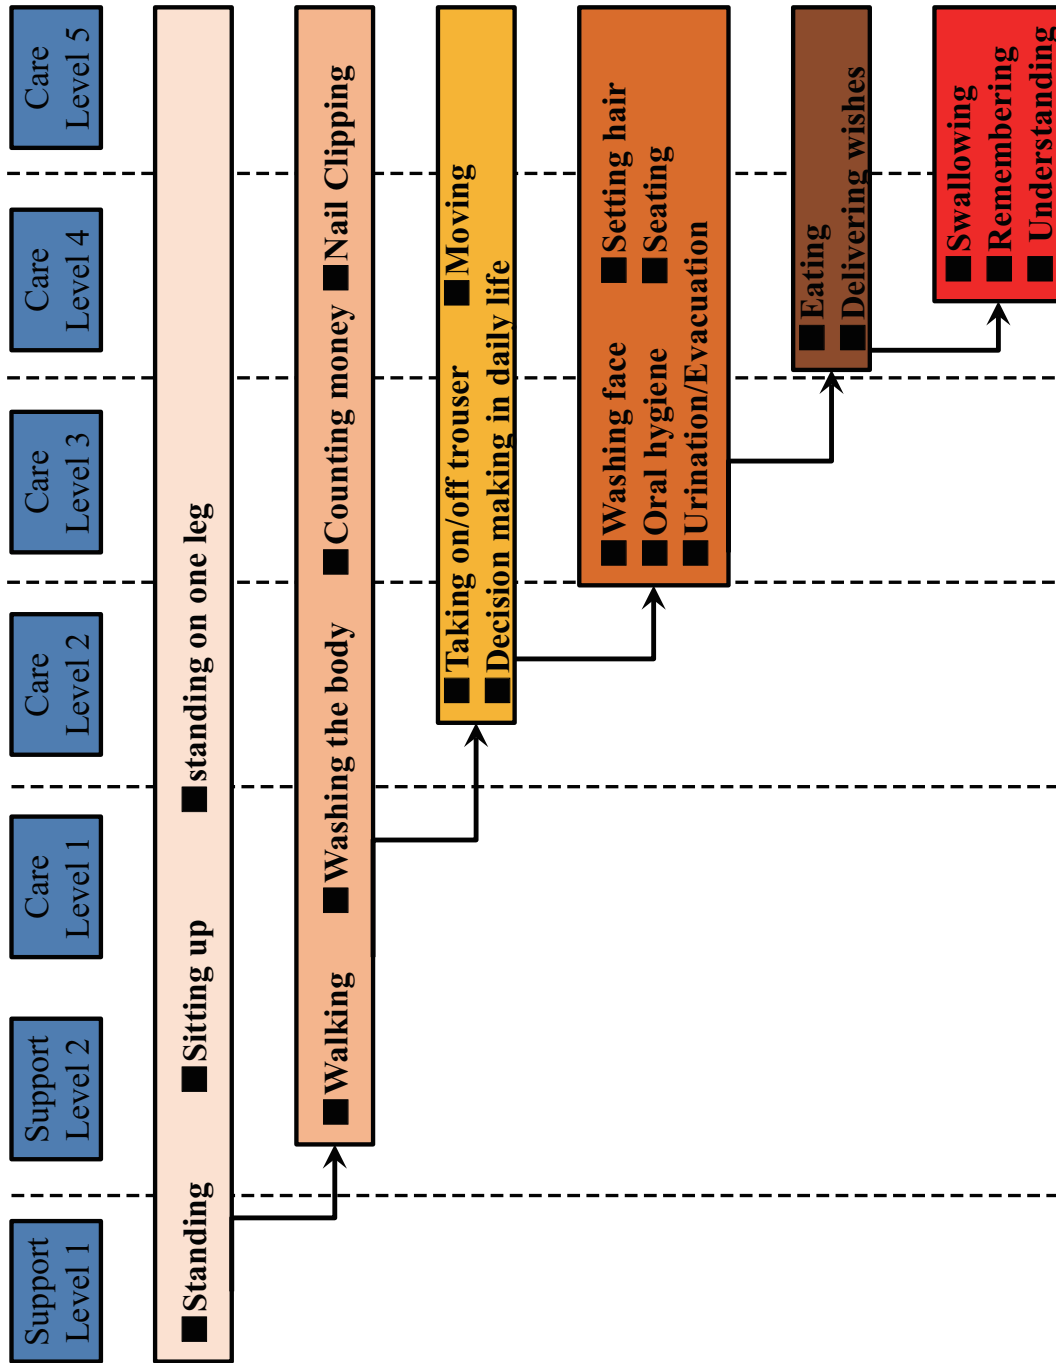 Support
Level 1
Support
Level 2
Care
Level 1
Care
Level 2
Care
Level 3
Care
Level 4
Care
Level 5
■Standing ■Sitting up ■standing on one leg
■Walking ■Washing the body ■Counting money ■Nail Clipping
■Taking on/off trouser ■Moving
■Decision making in daily life
■Washing face ■Setting hair
■Oral hygiene ■Seating
■Urination/Evacuation
■Eating
■Delivering wishes
■Swallowing
■Remembering
■Understanding